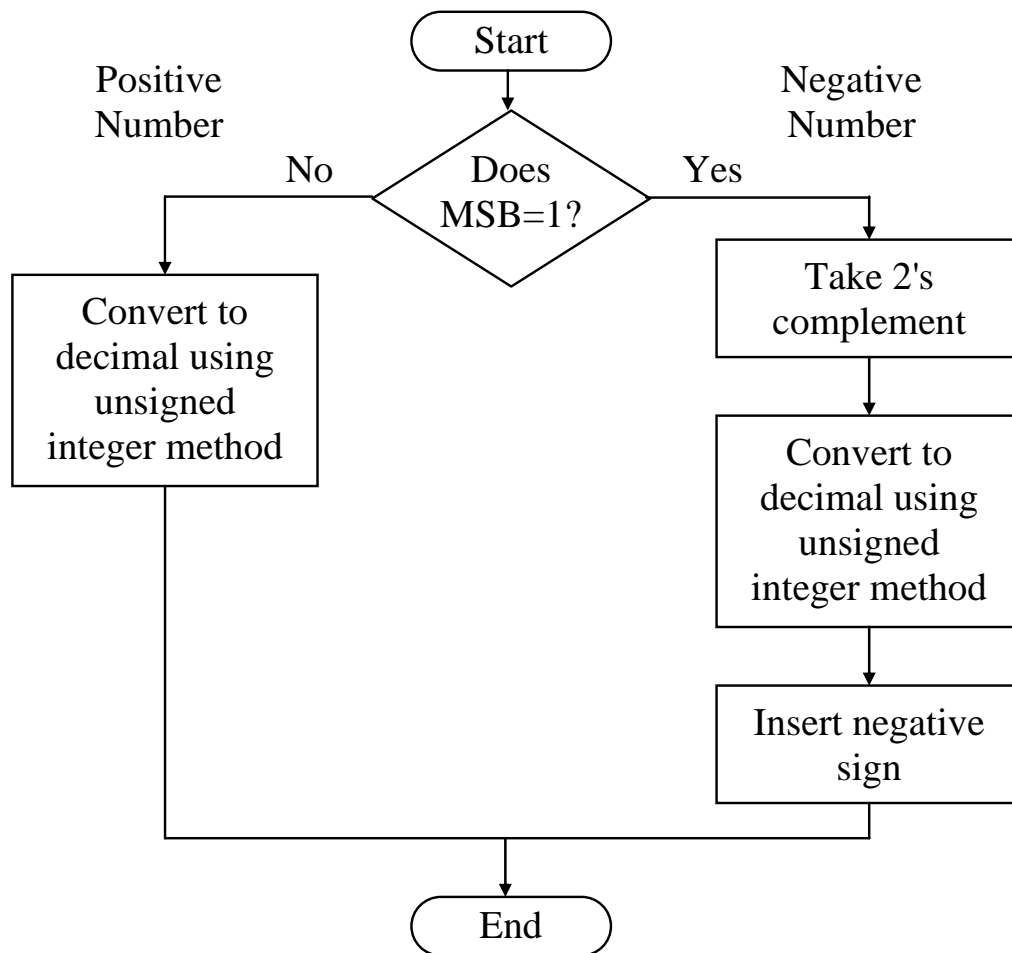 Start
Positive
Number
Negative
Number
No
Does
MSB=1?
Yes
Convert to
decimal using
unsigned
integer method
Take 2's
complement
Convert to
decimal using
unsigned
integer method
Insert negative
sign
End